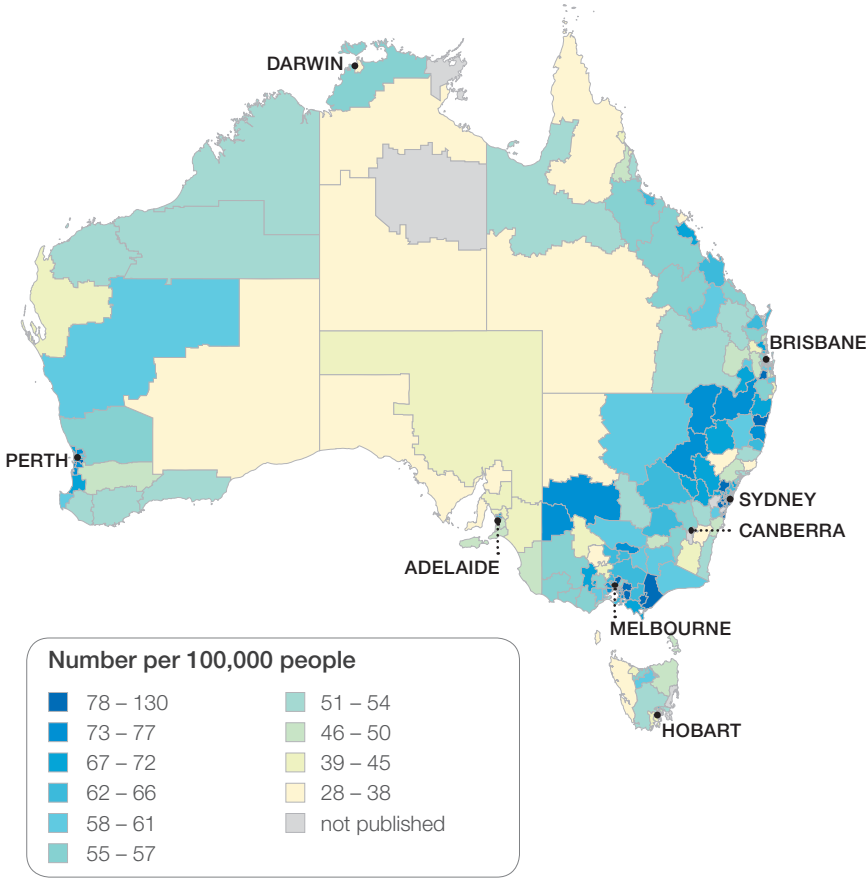 DARWIN
BRISBANE
PERTH
SYDNEY
CANBERRA
ADELAIDE
MELBOURNE
HOBART
Number per 100,000 people
78 – 130
73 – 77
67 – 72
62 – 66
58 – 61
55 – 57
51 – 54
46 – 50
39 – 45
28 – 38
not published